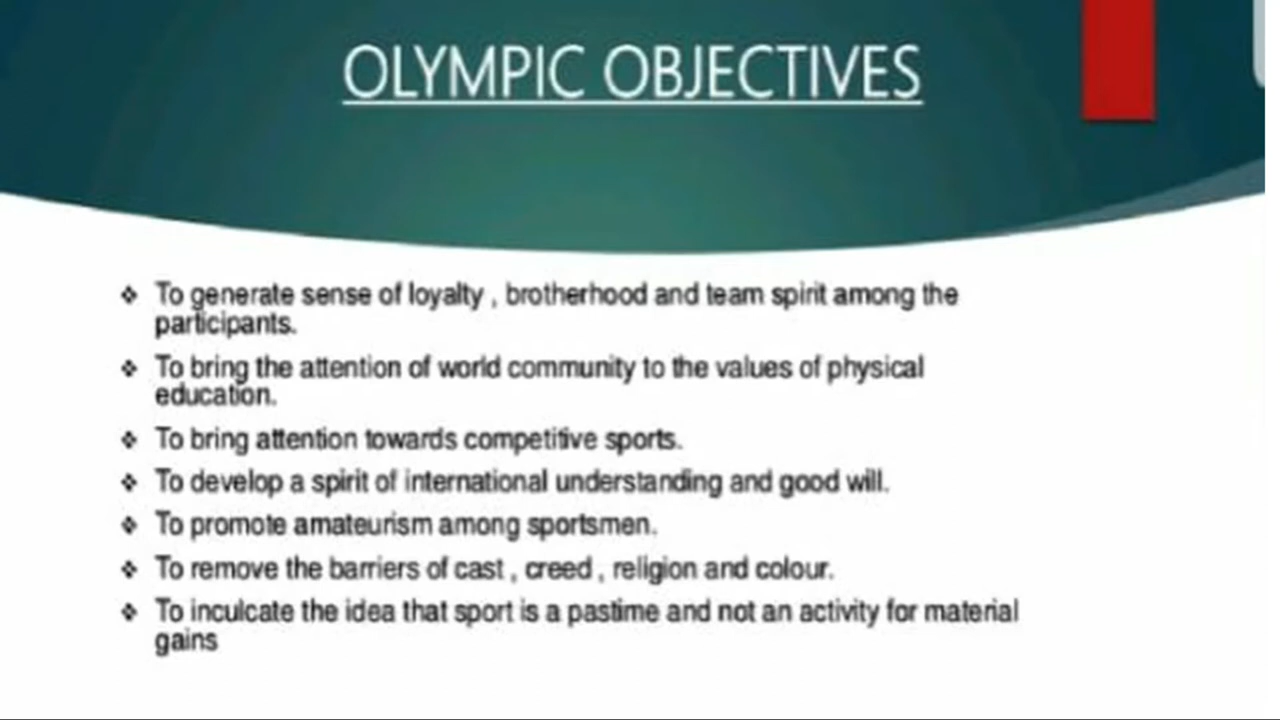 OLYMPIC OBJECTIVES
❖ To generate sense of loyalty , brotherhood and team spirit among the
participants.
❖ To bring the attention of world community to the values of physical
education.
❖ To bring attention towards competitive sports.
❖ To develop a spirit of international understanding and good will.
❖ To promote amateurism among sportsmen.
❖ To remove the barriers of cast , creed , religion and colour.
❖ To inculcate the idea that sport is a pastime and not an activity for material
gains